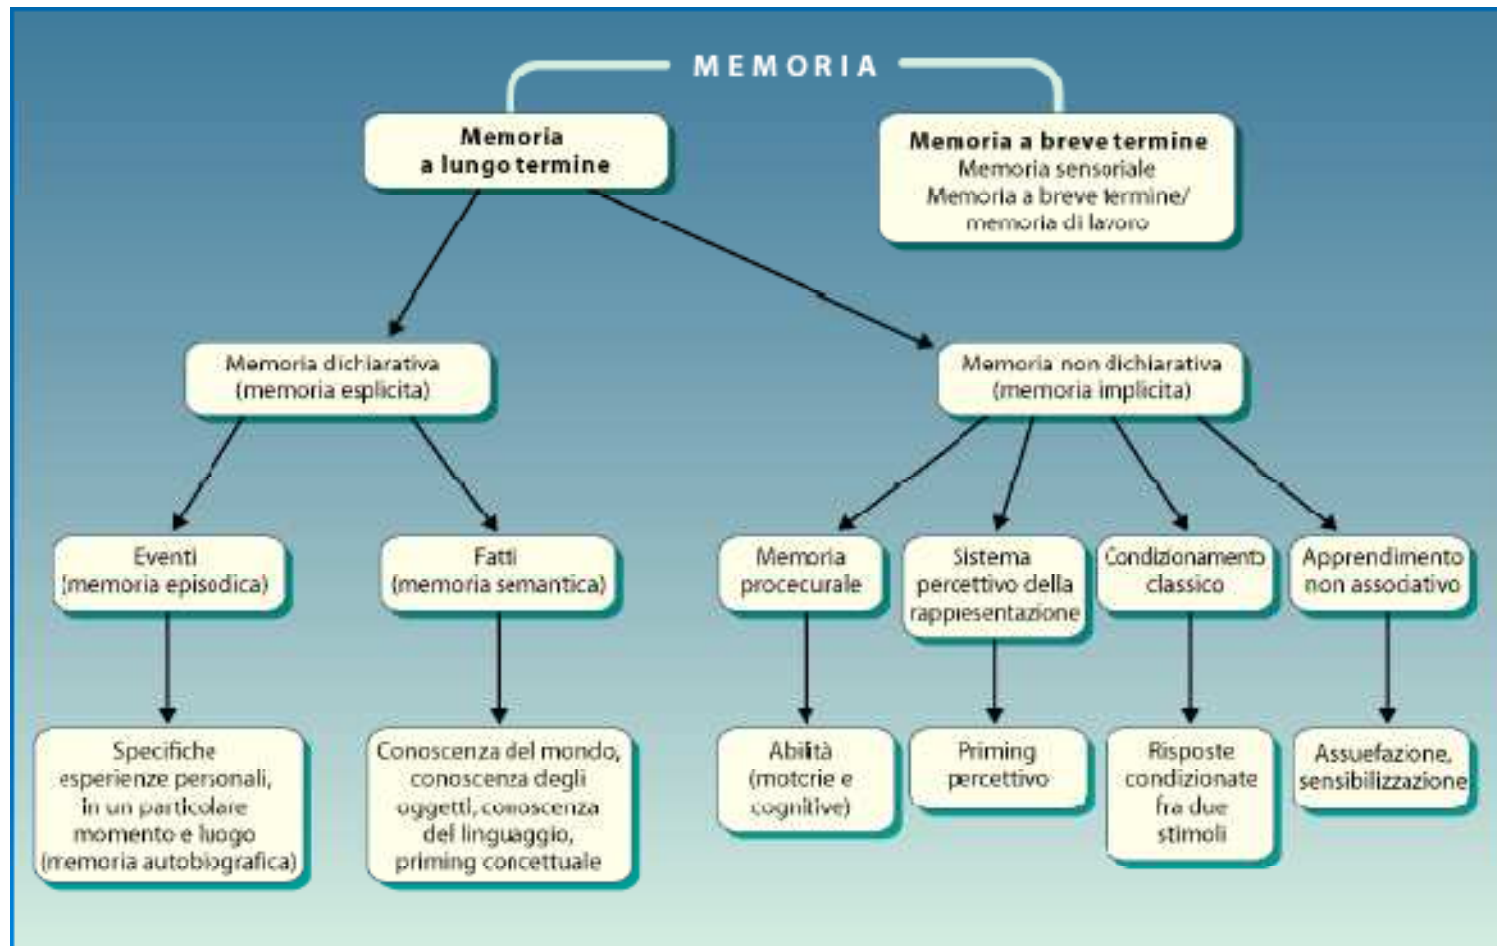 MEMORIA
Memoria
a lungo termine
Memoria a breve termine
Memoria sensoriale
Memoria a breve termine/
memoria di lavoro
Memoria dichiarativa
(memoria esplicita)
Memoria non dichiarativa
(memoria implicita)
Eventi
(memoria episodica)
Fatti
(memoria semantica)
Memoria
procecurale
Sistema
percettivo della
rappresentazione
Condizionamento
classico
Apprendimento
non associativo
Specifiche
esperienze personali,
in un particolare
momento e luogo
(memoria autobiografica)
Conoscenza del mondo,
conoscenza degli
oggetti, conoscenza
del linguaggio,
priming concettuale
Abilità
(motorie e
cognitive)
Priming
percettivo
Risposte
condizionate
fra due
stimoli
Assuefazione,
sensibilizzazione